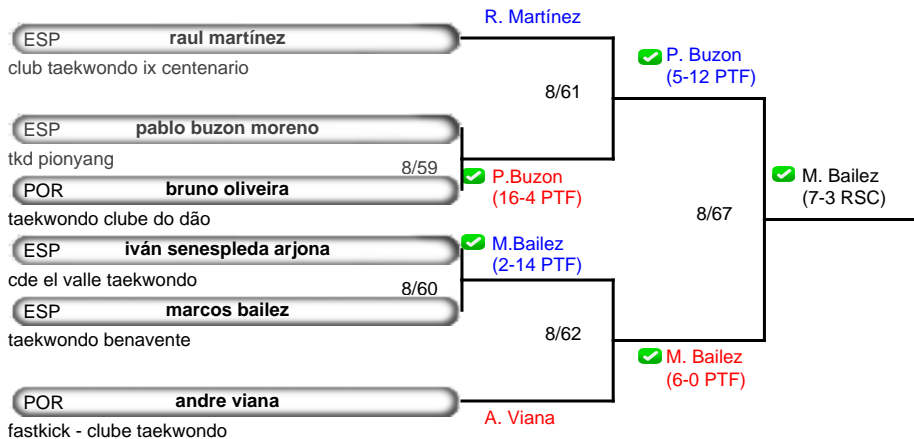 R. Martínez
ESP raul martínez
club taekwondo ix centenario
P. Buzon
(5-12 PTF)
8/61
ESP pablo buzon moreno
tkd pionyang
8/59
P.Buzon
(16-4 PTF)
POR bruno oliveira
taekwondo clube do dão
M. Bailez
(7-3 RSC)
8/67
ESP iván senespleda arjona
cde el valle taekwondo
M.Bailez
(2-14 PTF)
8/60
ESP marcos bailez
taekwondo benavente
8/62
M. Bailez
(6-0 PTF)
POR andre viana
fastkick - clube taekwondo
A. Viana